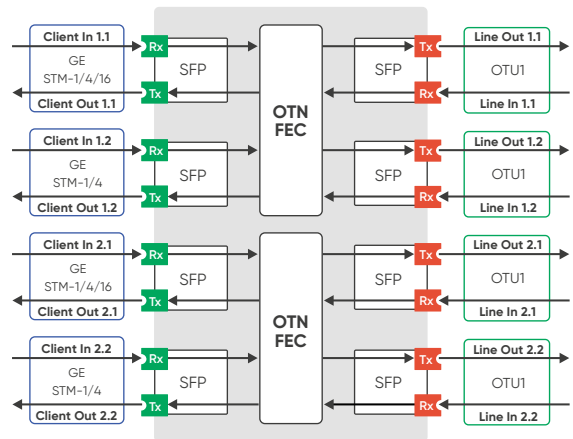 Client In 1.1
GE
STM-1/4/16
Client Out 1.1
Rx
Tx
SFP
OTN
FEC
SFP
Tx
Rx
Line Out 1.1
OTU1
Line In 1.1
Client In 1.2
GE
STM-1/4
Client Out 1.2
Rx
Tx
SFP
SFP
Tx
Rx
Line Out 1.2
OTU1
Line In 1.2
Client In 2.1
GE
STM-1/4/16
Client Out 2.1
Rx
Tx
SFP
OTN
FEC
SFP
Tx
Rx
Line Out 2.1
OTU1
Line In 2.1
Client In 2.2
GE
STM-1/4
Client Out 2.2
Rx
Tx
SFP
SFP
Tx
Rx
Line Out 2.2
OTU1
Line In 2.2